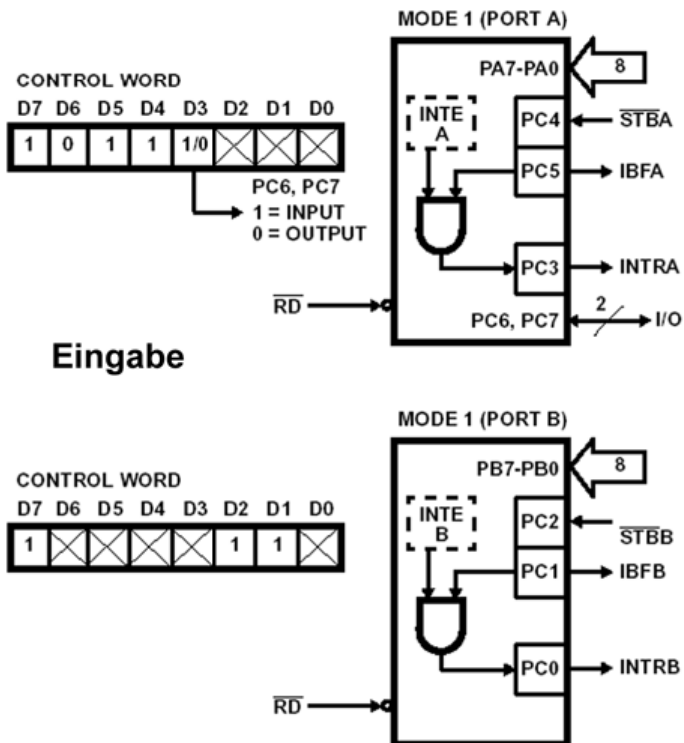 MODE 1 (PORT A)
CONTROL WORD
D7 D6 D5 D4 D3 D2 D1 D0
1 0 1 1 1/0
PC6, PC7
1 = INPUT
0 = OUTPUT
PA7-PA0
8
INTE
A
PC4
STBA
PC5
IBFA
PC3
INTRA
RD
PC6, PC7
2
I/O
Eingabe
MODE 1 (PORT B)
CONTROL WORD
D7 D6 D5 D4 D3 D2 D1 D0
1 1 1
PB7-PB0
8
INTE
B
PC2
STBB
PC1
IBFB
PC0
INTRB
RD